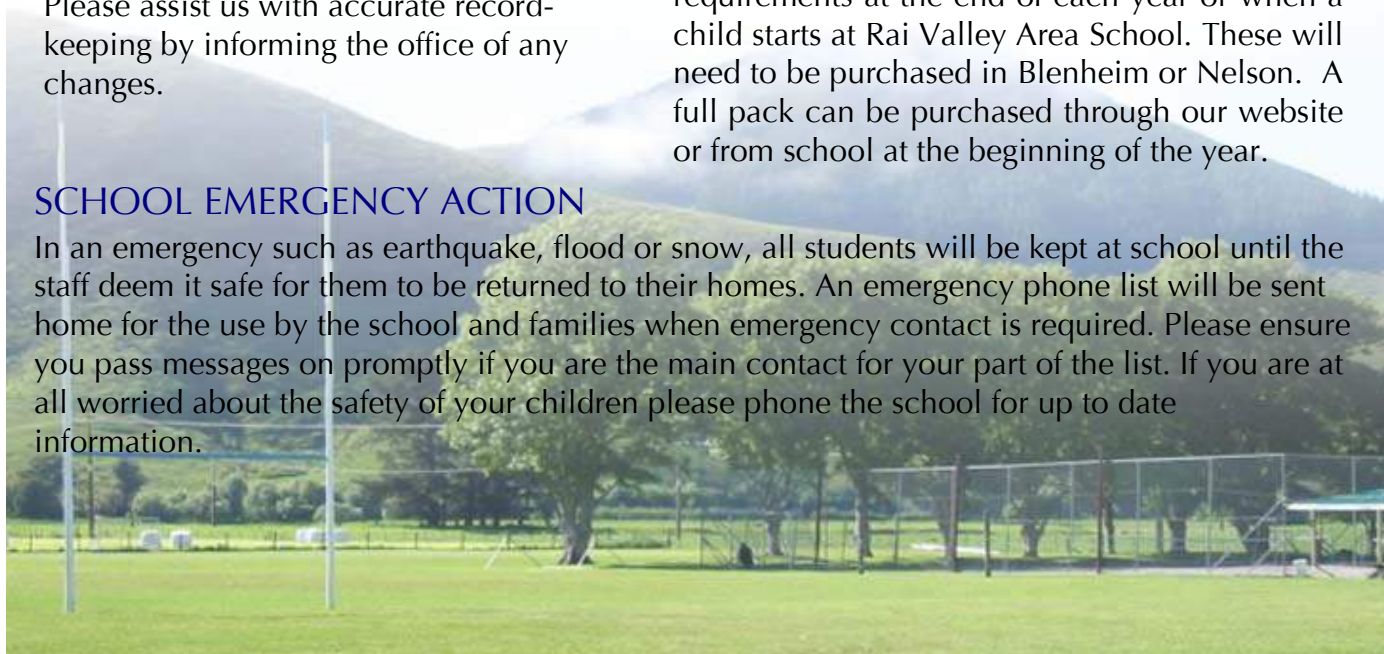 Please assist us with accurate record-
keeping by informing the office of any
changes.
requirements at the end of each year or when a
child starts at Rai Valley Area School. These will
need to be purchased in Blenheim or Nelson. A
full pack can be purchased through our website
or from school at the beginning of the year.
SCHOOL EMERGENCY ACTION
In an emergency such as earthquake, flood or snow, all students will be kept at school until the
staff deem it safe for them to be returned to their homes. An emergency phone list will be sent
home for the use by the school and families when emergency contact is required. Please ensure
you pass messages on promptly if you are the main contact for your part of the list. If you are at
all worried about the safety of your children please phone the school for up to date
information.